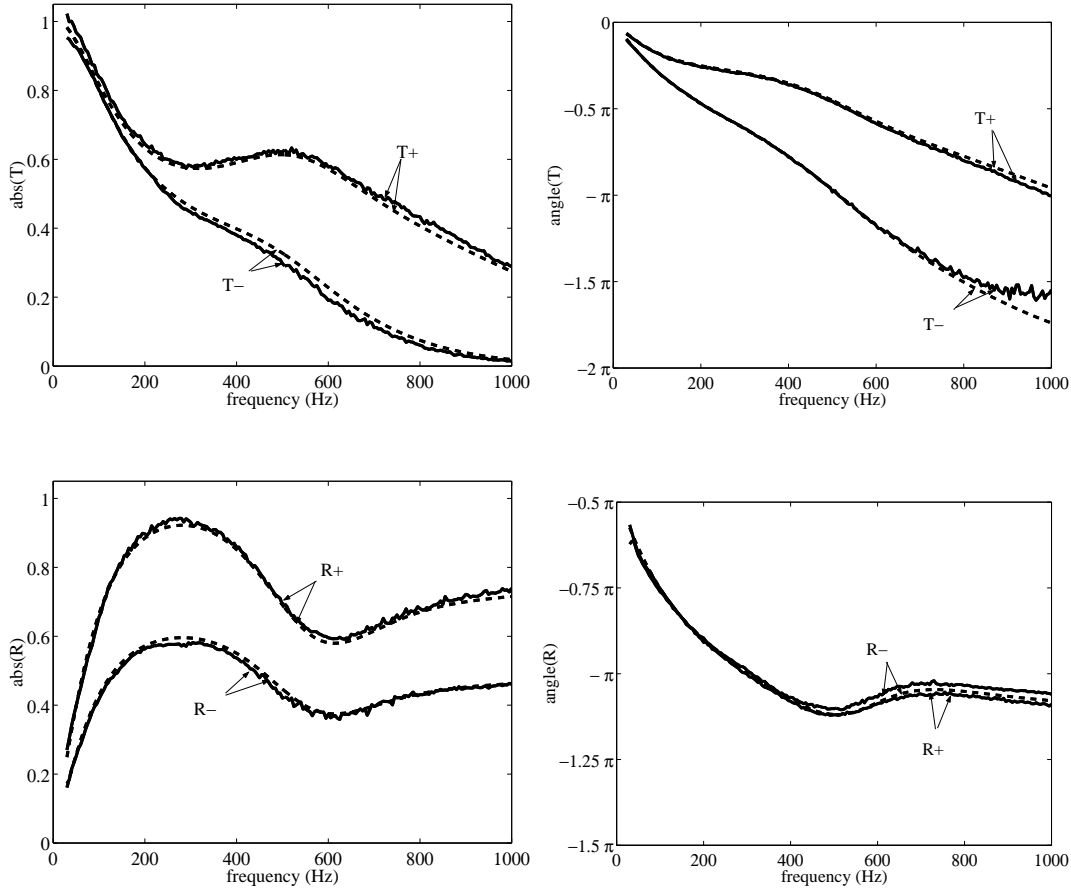 1
0.8
0.6
0.4
0.2
0
abs(T)
T+
T−
0 200 400 600 800 1000
frequency (Hz)
0
−0.5 π
− π
−1.5 π
−2 π
angle(T)
T+
T−
0 200 400 600 800 1000
frequency (Hz)
1
0.8
0.6
0.4
0.2
0
abs(R)
R+
R−
0 200 400 600 800 1000
frequency (Hz)
−0.5 π
−0.75 π
− π
−1.25 π
−1.5 π
angle(R)
R−
R+
0 200 400 600 800 1000
frequency (Hz)